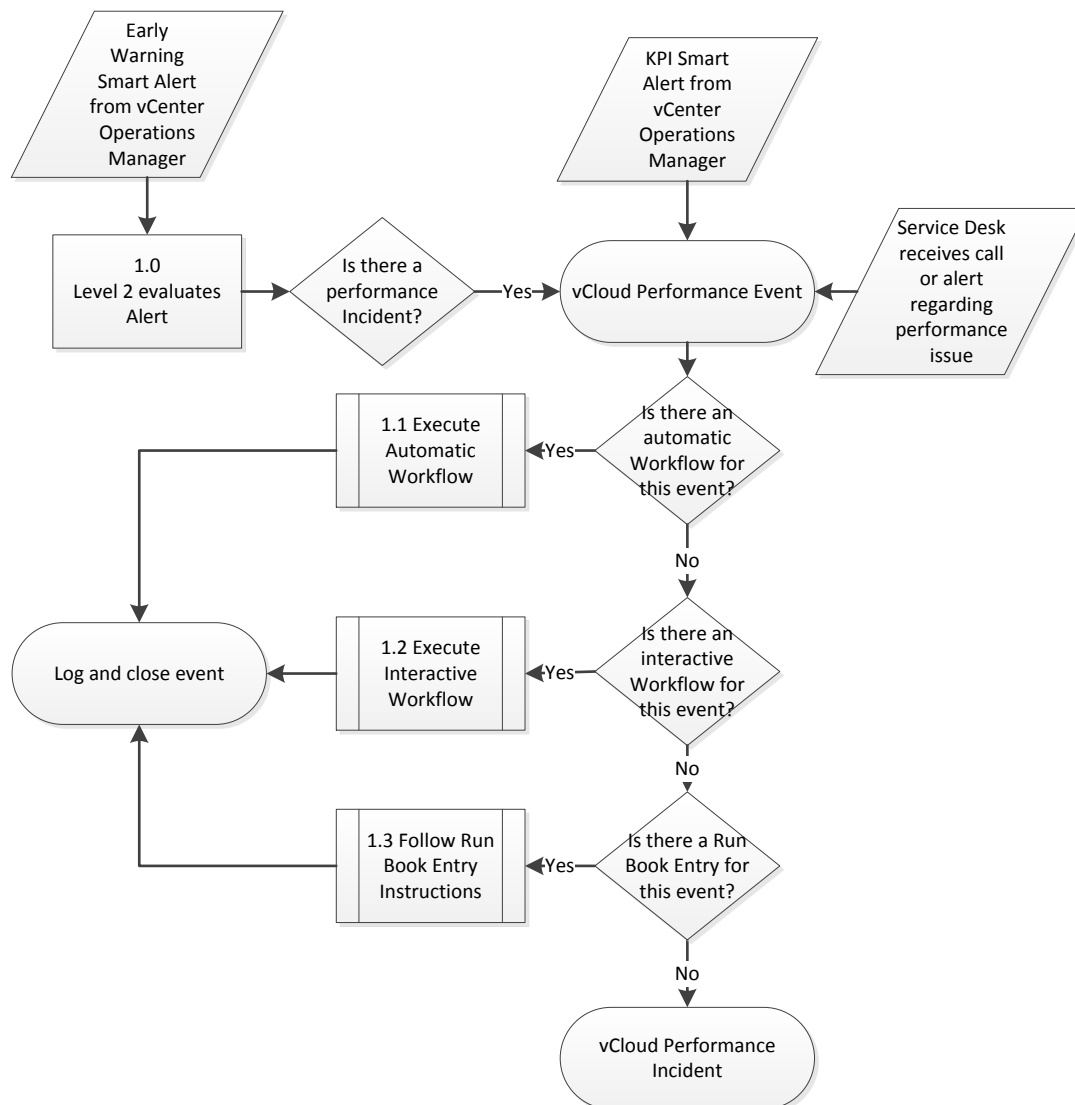 Early
Warning
Smart Alert
from vCenter
Operations
Manager
KPI Smart
Alert from
vCenter
Operations
Manager
Service Desk
receives call
or alert
regarding
performance
issue
1.0
Level 2 evaluates
Alert
Is there a
performance
Incident?
Yes
vCloud Performance Event
Is there an
automatic
Workflow for
this event?
Yes
1.1 Execute
Automatic
Workflow
No
Is there an
interactive
Workflow for
this event?
Yes
1.2 Execute
Interactive
Workflow
Log and close event
No
Is there a Run
Book Entry for
this event?
Yes
1.3 Follow Run
Book Entry
Instructions
No
vCloud Performance
Incident